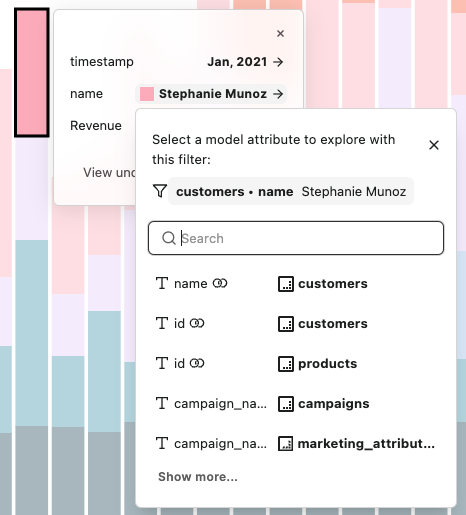 timestamp Jan, 2021 →
name Stephanie Munoz →
Revenue
View und
Select a model attribute to explore with
this filter:
customers • name Stephanie Munoz
Search
name customers
id customers
id products
campaign_na... campaigns
campaign_na... marketing_attribut...
Show more...